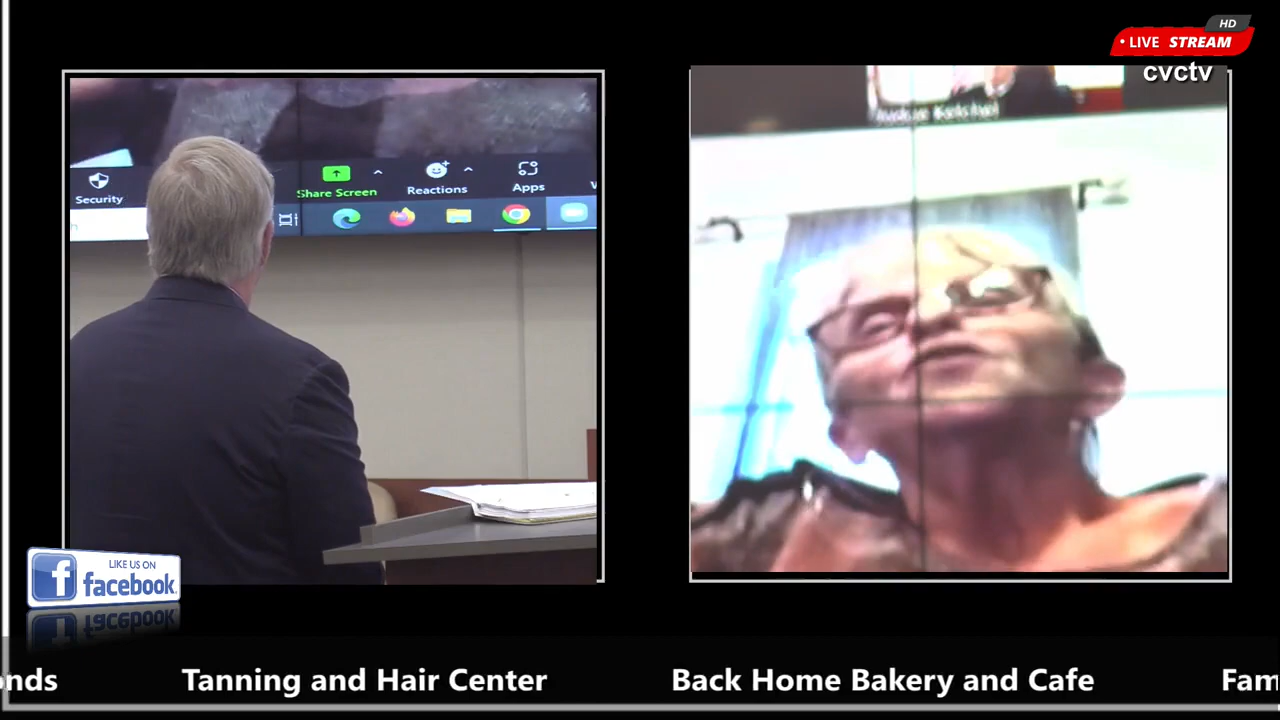 HD
• LIVE STREAM
cvctv
Security
Share Screen
Reactions
Apps
LIKE US ON
facebook
onds
Tanning and Hair Center
Back Home Bakery and Cafe
Fam